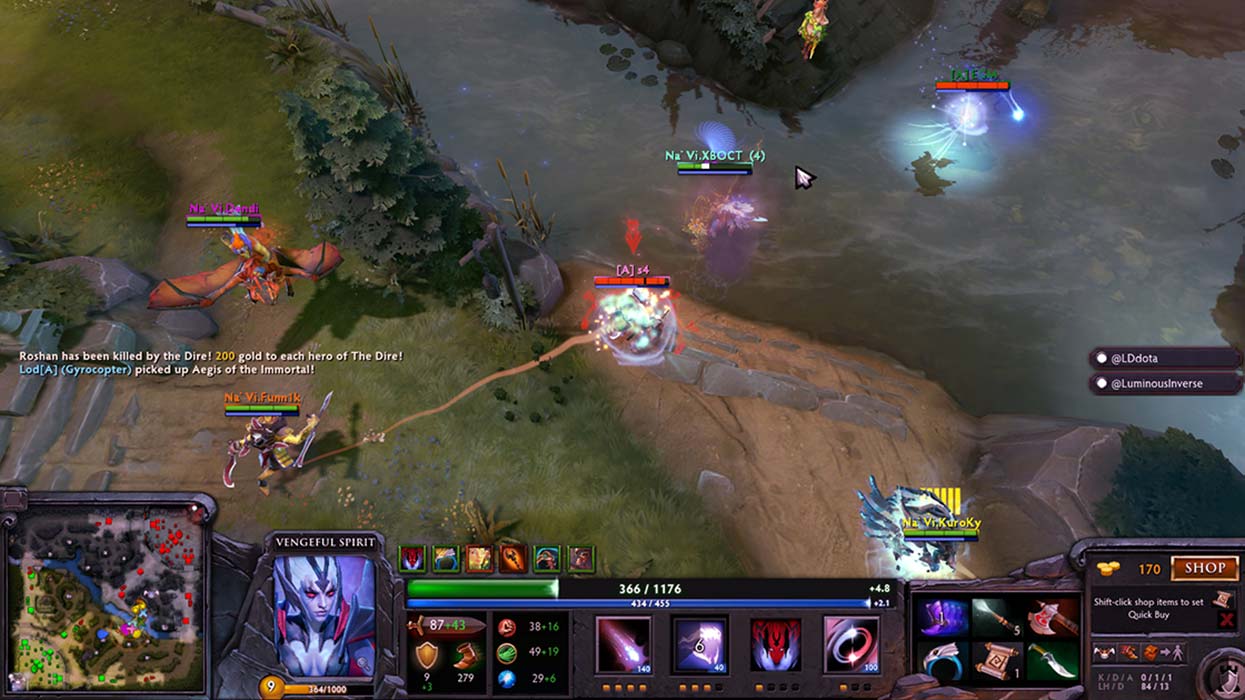 Na`Vi.XBOCT (4)
Na`Vi.Dendi
[A] s4
Roshan has been killed by the Dire! 200 gold to each hero of The Dire!
Lod[A] (Gyrocopter) picked up Aegis of the Immortal!
@LDdota
@LuminousInverse
Na`Vi.Funn1k
Na`Vi.KuroKy
VENGEFUL SPIRIT
366 / 1176
+4.8
434 / 455
+2.1
170
SHOP
Shift-click shop items to set
Quick Buy
87+43
38+16
49+19
29+6
9
+3
279
6
140
40
100
5
1
9
364/1000
K/D/A 0/1/1
LH/D 84/13